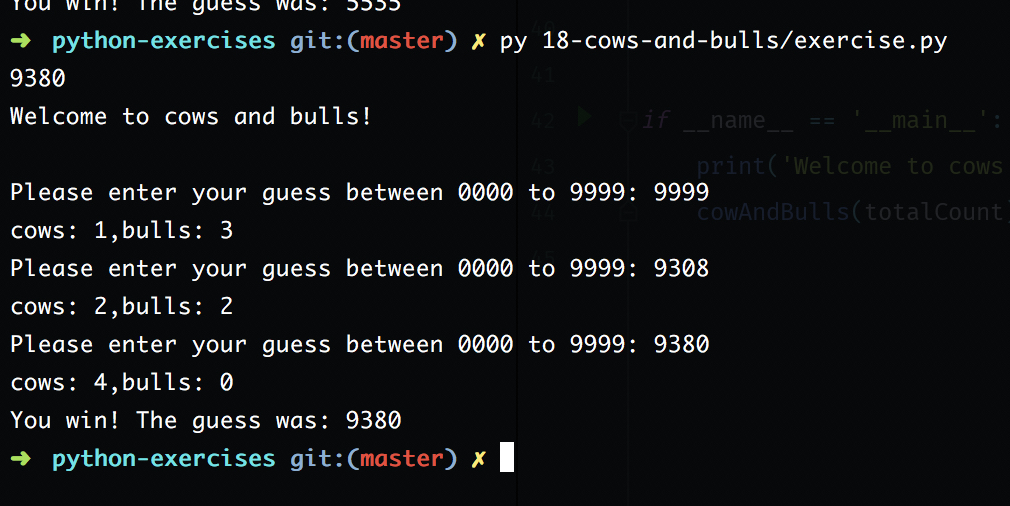 You win! The guess was: 5535
➜ python-exercises git:(master) ✗ py 18-cows-and-bulls/exercise.py
9380
Welcome to cows and bulls!
Please enter your guess between 0000 to 9999: 9999
cows: 1,bulls: 3
Please enter your guess between 0000 to 9999: 9308
cows: 2,bulls: 2
Please enter your guess between 0000 to 9999: 9380
cows: 4,bulls: 0
You win! The guess was: 9380
➜ python-exercises git:(master) ✗
41
42 if __name__ == '__main__':
43 print('Welcome to cows
44 cowAndBulls(totalCount)